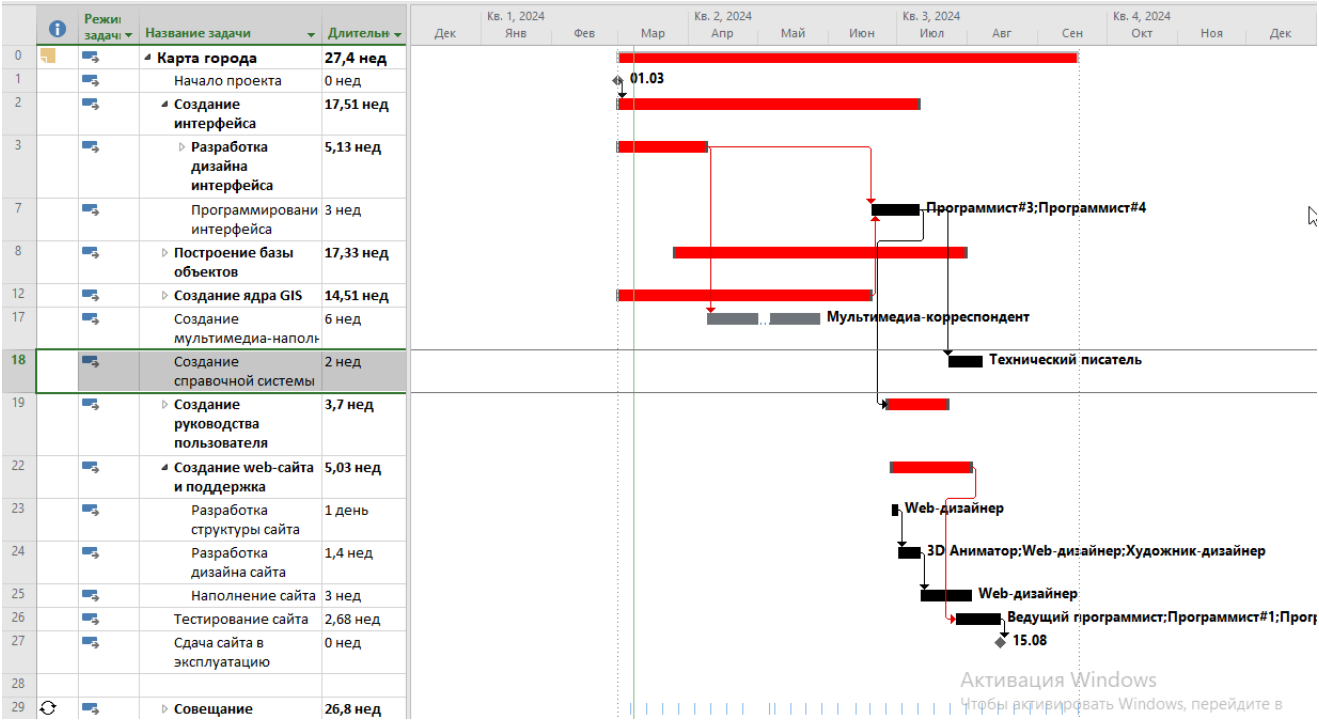 Режи
задач
Название задачи
Длительн
Кв. 1, 2024
Кв. 2, 2024
Кв. 3, 2024
Кв. 4, 2024
Дек
Янв
Фев
Мар
Апр
Май
Июн
Июл
Авг
Сен
Окт
Ноя
Дек
0 Карта города 27,4 нед
1 Начало проекта 0 нед 01.03
2 Создание 17,51 нед
интерфейса
3 Разработка 5,13 нед
дизайна
интерфейса
7 Программировани 3 нед Программист#3;Программист#4
интерфейса
8 Построение базы 17,33 нед
объектов
12 Создание ядра GIS 14,51 нед
17 Создание 6 нед Мультимедиа-корреспондент
мультимедиа-наполн
18 Создание 2 нед Технический писатель
справочной системы
19 Создание 3,7 нед
руководства
пользователя
22 Создание web-сайта 5,03 нед
и поддержка
23 Разработка 1 день Web-дизайнер
структуры сайта
24 Разработка 1,4 нед 3D Аниматор;Web-дизайнер;Художник-дизайнер
дизайна сайта
25 Наполнение сайта 3 нед Web-дизайнер
26 Тестирование сайта 2,68 нед Ведущий программист;Программист#1;Прогр
27 Сдача сайта в 0 нед 15.08
эксплуатацию
28
29 Совещание 26,8 нед
Активация Windows
Чтобы активировать Windows, перейдите в